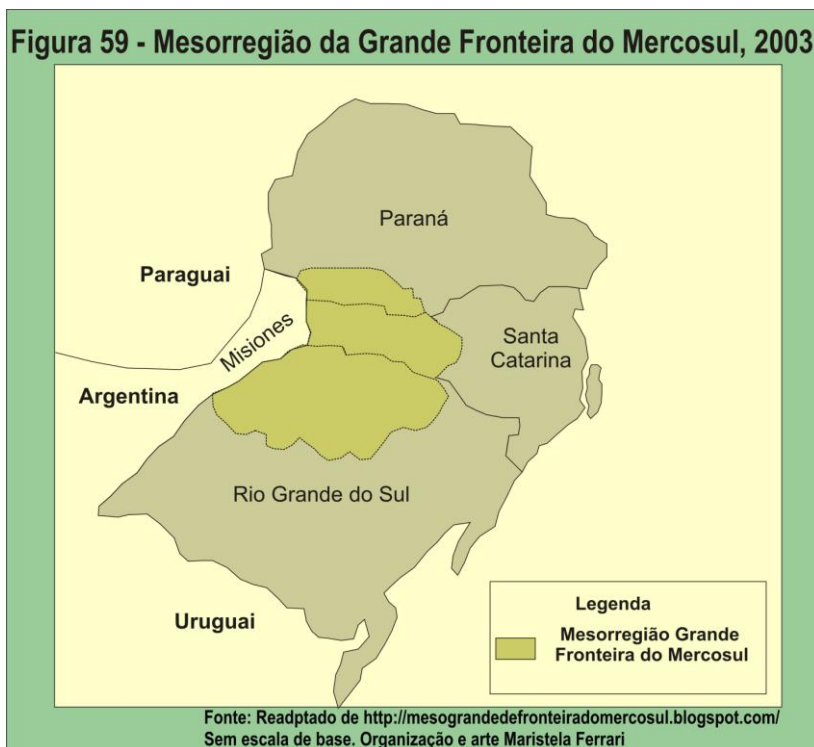 Figura 59 - Mesorregião da Grande Fronteira do Mercosul, 2003
Paraná
Paraguai
Misiones
Santa
Catarina
Argentina
Rio Grande do Sul
Uruguai
Legenda
Mesorregião Grande
Fronteira do Mercosul
Fonte: Readptado de http://mesograndedefronteiradomercosul.blogspot.com/
Sem escala de base. Organização e arte Maristela Ferrari